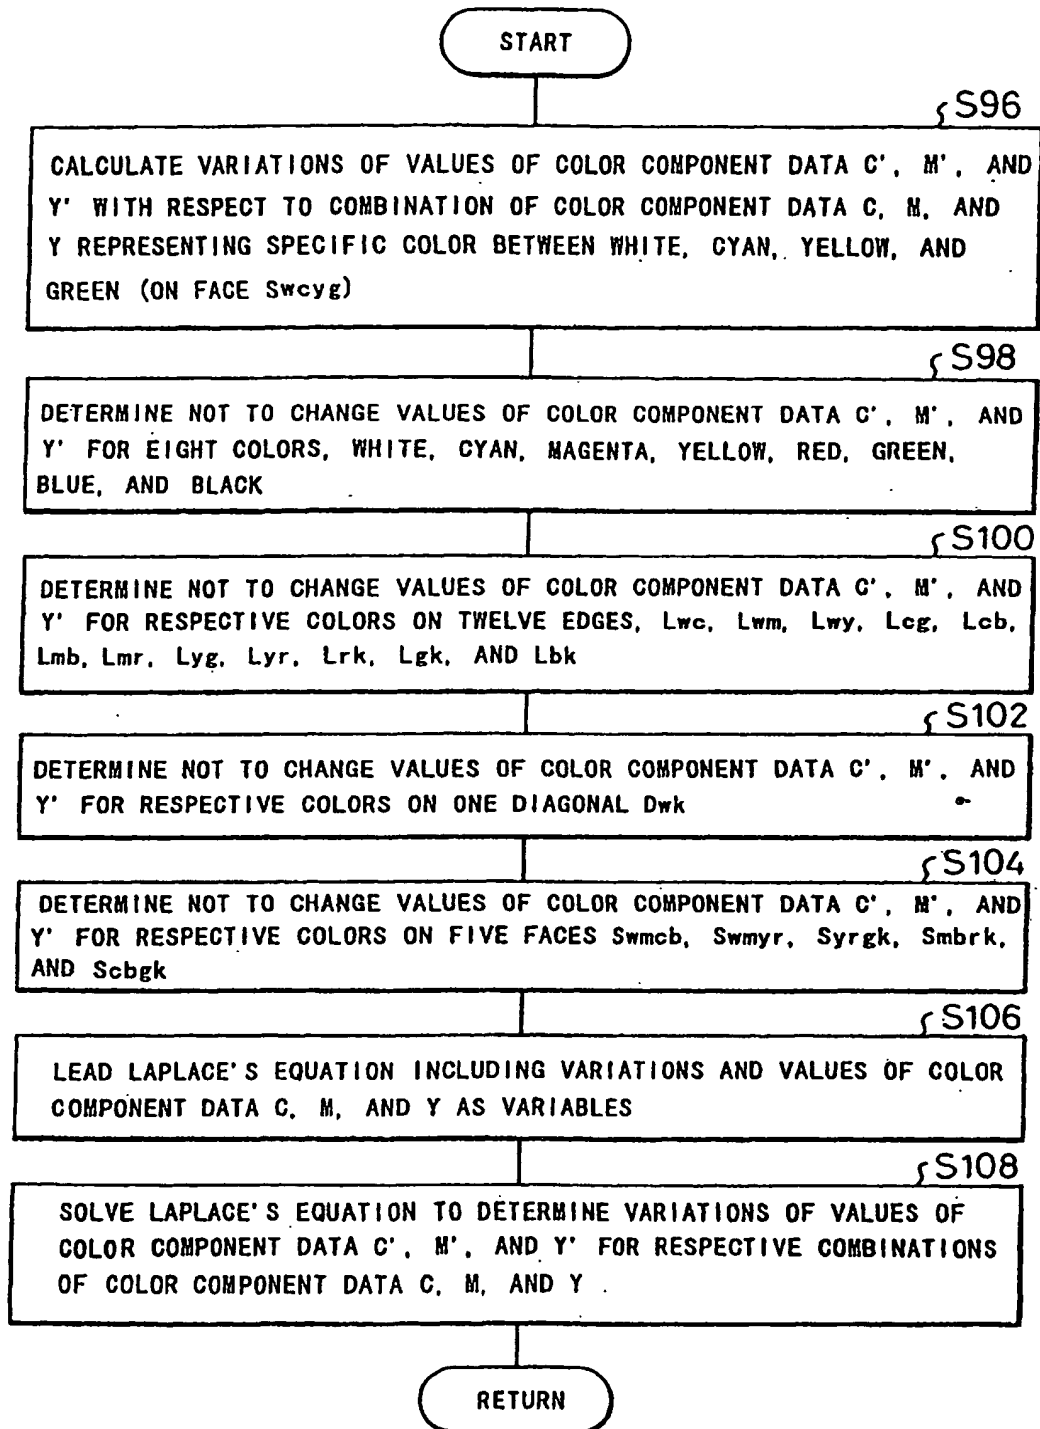 START
S96
CALCULATE VARIATIONS OF VALUES OF COLOR COMPONENT DATA C', M', AND
Y' WITH RESPECT TO COMBINATION OF COLOR COMPONENT DATA C, M, AND
Y REPRESENTING SPECIFIC COLOR BETWEEN WHITE, CYAN, YELLOW, AND
GREEN (ON FACE Swcyg)
S98
DETERMINE NOT TO CHANGE VALUES OF COLOR COMPONENT DATA C', M', AND
Y' FOR EIGHT COLORS, WHITE, CYAN, MAGENTA, YELLOW, RED, GREEN,
BLUE, AND BLACK
S100
DETERMINE NOT TO CHANGE VALUES OF COLOR COMPONENT DATA C', M', AND
Y' FOR RESPECTIVE COLORS ON TWELVE EDGES, Lwc, Lwm, Lwy, Lcg, Lcb,
Lmb, Lmr, Lyg, Lyr, Lrk, Lgk, AND Lbk
S102
DETERMINE NOT TO CHANGE VALUES OF COLOR COMPONENT DATA C', M', AND
Y' FOR RESPECTIVE COLORS ON ONE DIAGONAL Dwk
S104
DETERMINE NOT TO CHANGE VALUES OF COLOR COMPONENT DATA C', M', AND
Y' FOR RESPECTIVE COLORS ON FIVE FACES Swmcb, Swmyr, Syrgk, Smbrk,
AND Scbgk
S106
LEAD LAPLACE'S EQUATION INCLUDING VARIATIONS AND VALUES OF COLOR
COMPONENT DATA C, M, AND Y AS VARIABLES
S108
SOLVE LAPLACE'S EQUATION TO DETERMINE VARIATIONS OF VALUES OF
COLOR COMPONENT DATA C', M', AND Y' FOR RESPECTIVE COMBINATIONS
OF COLOR COMPONENT DATA C, M, AND Y
RETURN